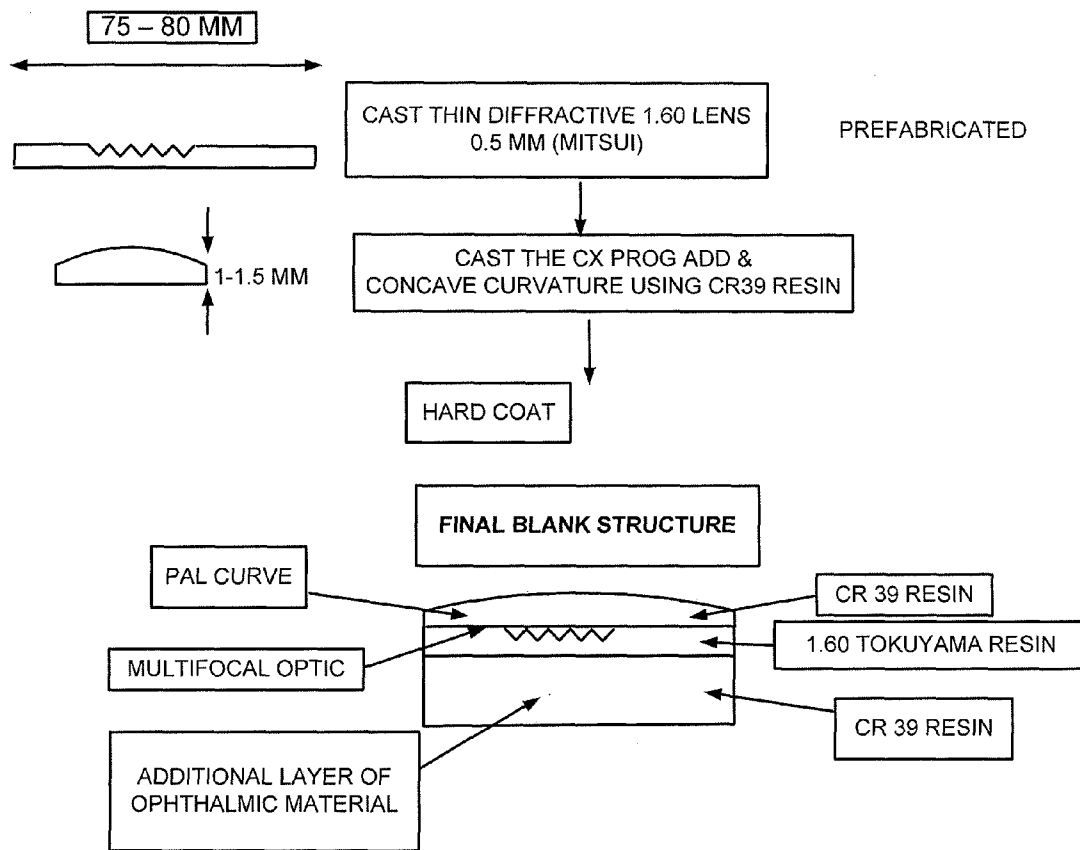 75 – 80 MM
CAST THIN DIFFRACTIVE 1.60 LENS
0.5 MM (MITSUI)
PREFABRICATED
1-1.5 MM
CAST THE CX PROG ADD &
CONCAVE CURVATURE USING CR39 RESIN
HARD COAT
FINAL BLANK STRUCTURE
PAL CURVE
CR 39 RESIN
1.60 TOKUYAMA RESIN
MULTIFOCAL OPTIC
CR 39 RESIN
ADDITIONAL LAYER OF
OPHTHALMIC MATERIAL